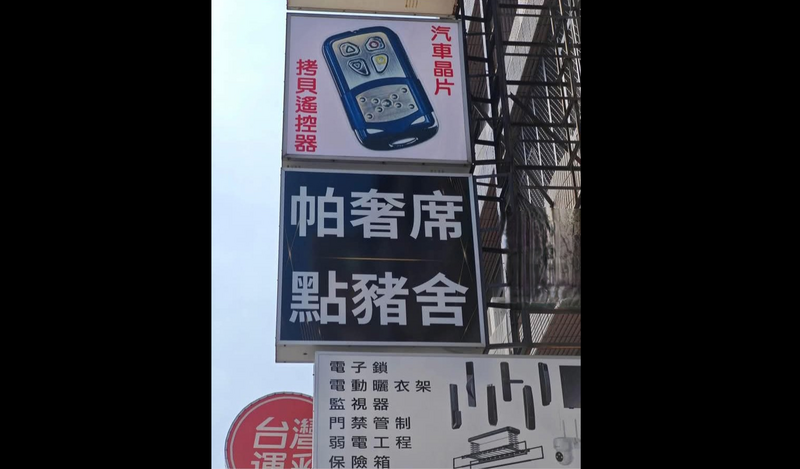 汽車晶片
拷貝遙控器
帕奢席
點豬舍
電子鎖
電動曬衣架
監視器
門禁管制
弱電工程
保險箱
台灣
運彩